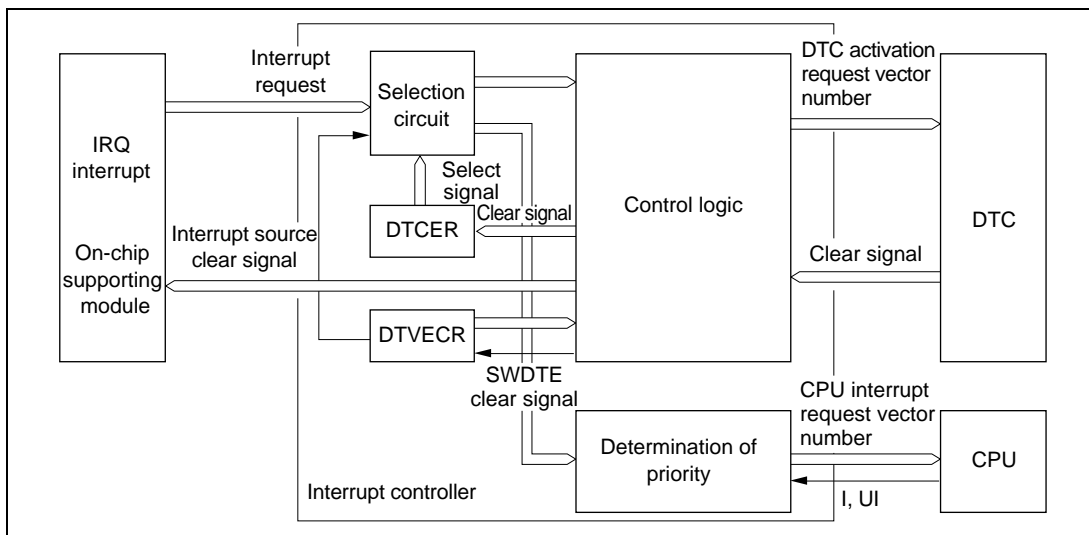 Interrupt
request
Selection
circuit
DTC activation
request vector
number
IRQ
interrupt
On-chip
supporting
module
Select
signal
DTCER
Clear signal
Control logic
DTC
Interrupt source
clear signal
Clear signal
DTVECR
SWDTE
clear signal
CPU interrupt
request vector
number
Determination of
priority
CPU
I, UI
Interrupt controller